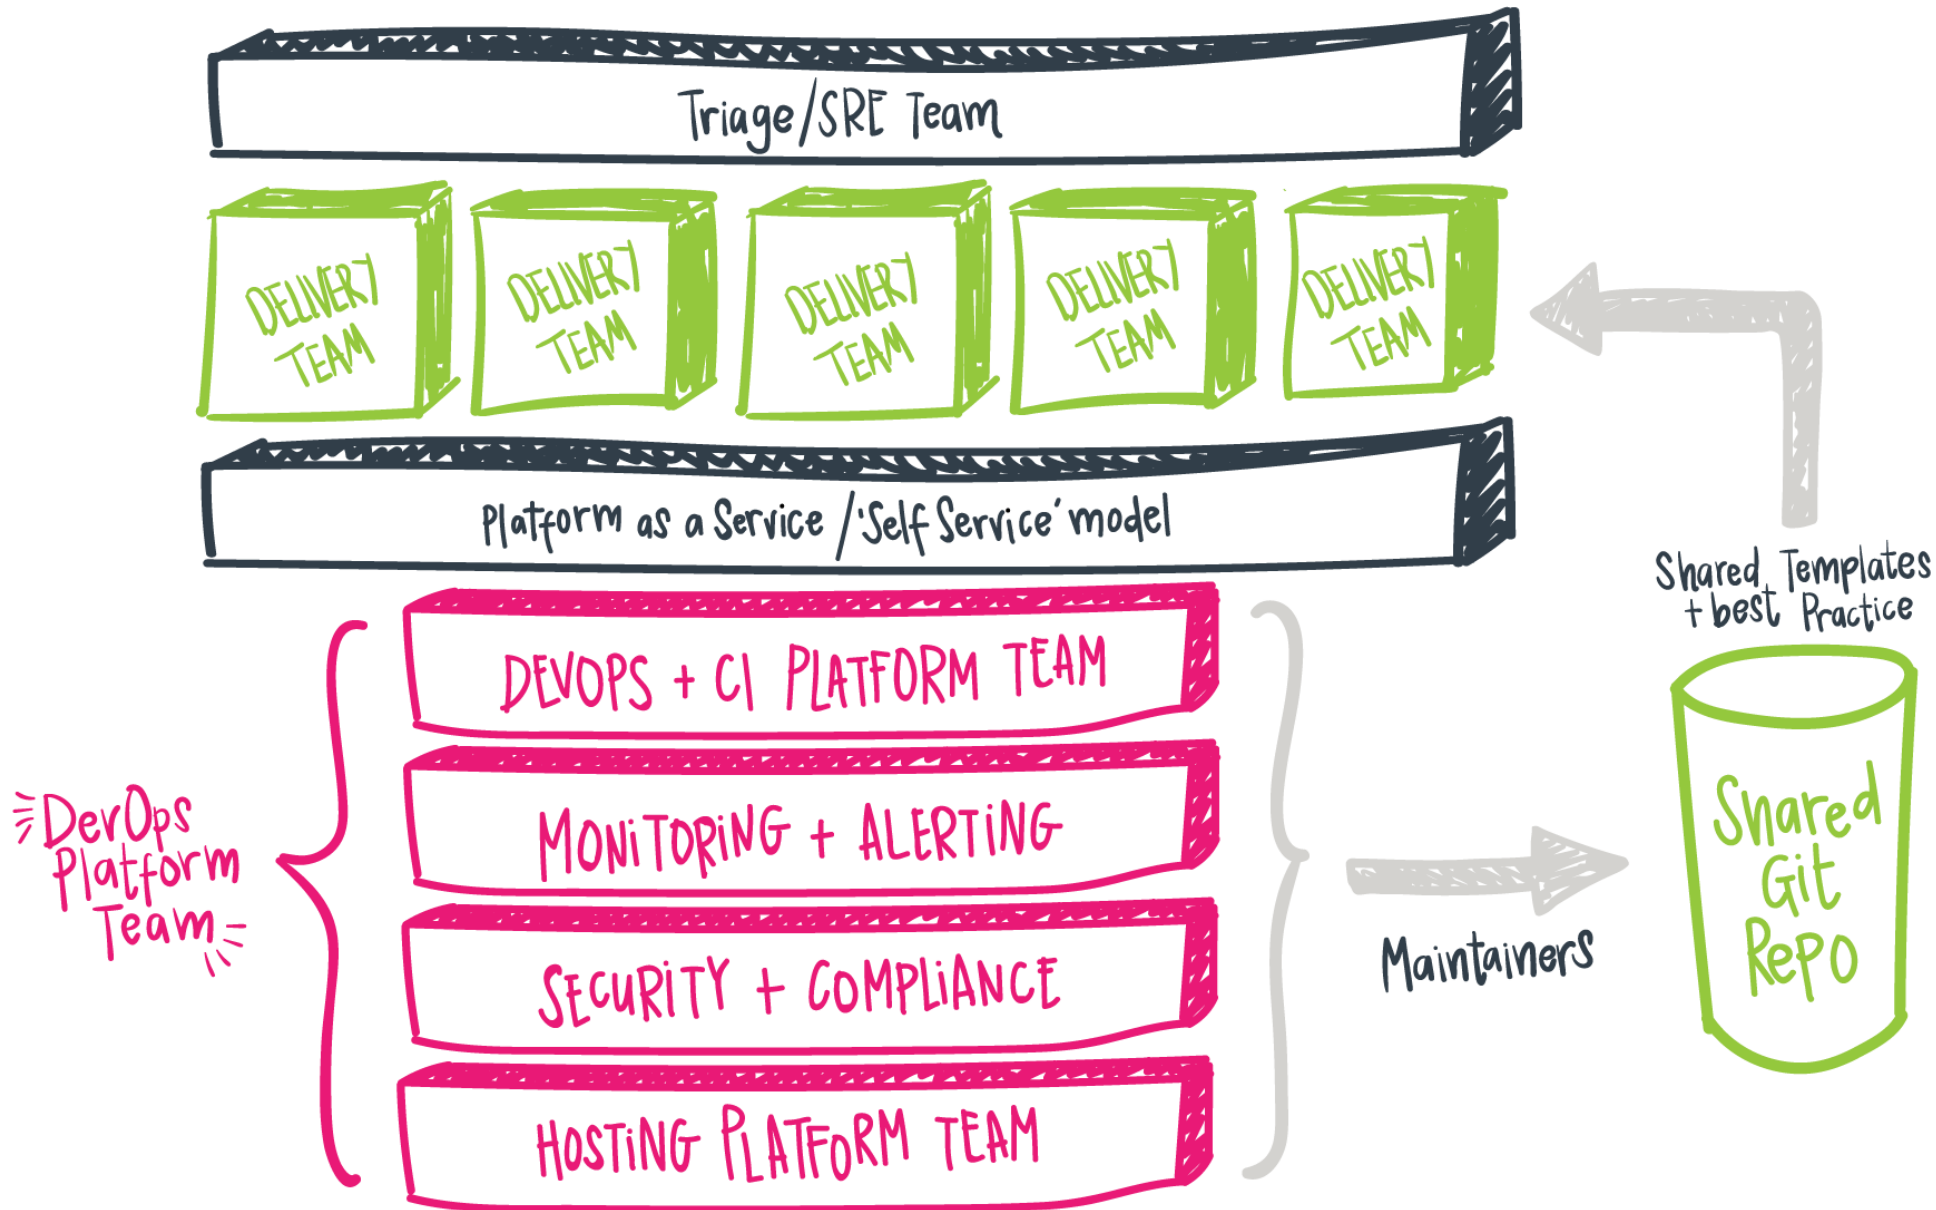 Triage/SRE Team
DELIVERY
TEAM
DELIVERY
TEAM
DELIVERY
TEAM
DELIVERY
TEAM
DELIVERY
TEAM
Platform as a Service /'Self Service' model
Shared Templates
+ best Practice
DEVOPS + CI PLATFORM TEAM
MONiTORiNG + ALERTiNG
SECURiTY + COMPLiANCE
HOSTiNG PLATFORM TEAM
DevOps
Platform
Team
Maintainers
Shared
Git
Repo